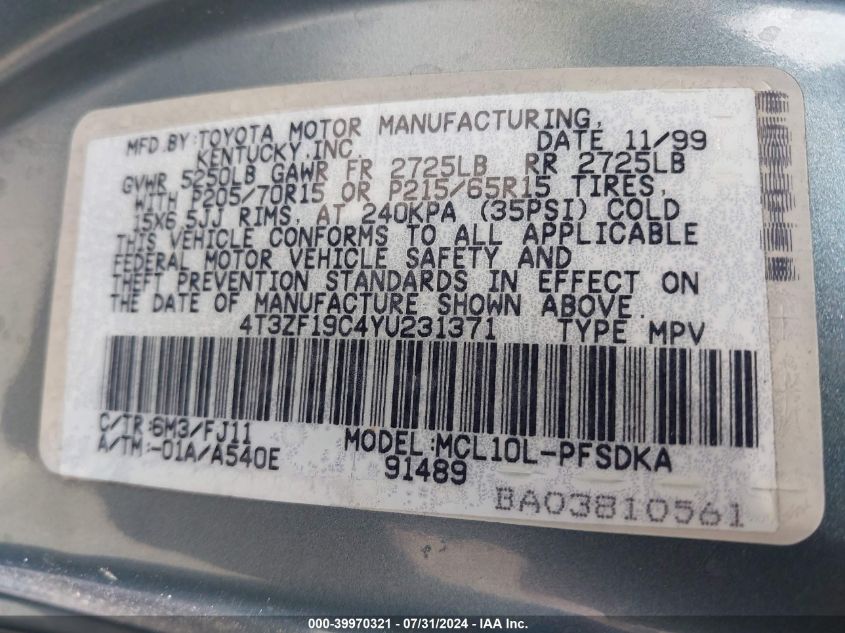 MFD.BY:TOYOTA MOTOR MANUFACTURING,
KENTUCKY,INC. DATE 11/99
GVWR 5250LB GAWR FR 2725LB RR 2725LB
WITH P205/70R15 OR P215/65R15 TIRES,
15X6.5JJ RIMS, AT 240KPA (35PSI) COLD
THIS VEHICLE CONFORMS TO ALL APPLICABLE
FEDERAL MOTOR VEHICLE SAFETY AND
THEFT PREVENTION STANDARDS IN EFFECT ON
THE DATE OF MANUFACTURE SHOWN ABOVE.
4T3ZF19C4YU231371 TYPE MPV
C/TR:6M3/FJ11
A/TM:-01A/A540E
MODEL:MCL10L-PFSDKA
91489
BA03810561
000-39970321 / 07/31/2024 - IAA Inc.